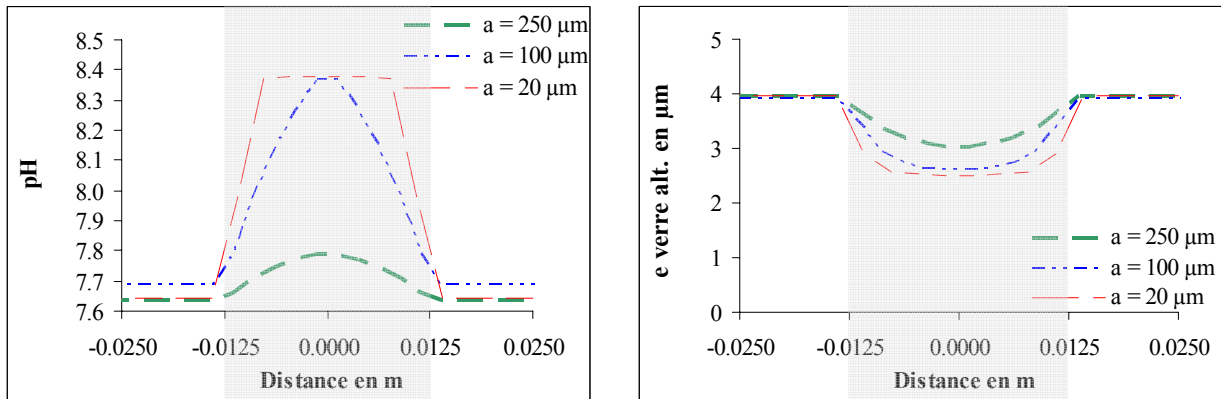 8.5
8.4
8.3
8.2
8.1
8.0
7.9
7.8
7.7
7.6
pH
-0.0250
-0.0125
0.0000
0.0125
0.0250
Distance en m
a = 250 µm
a = 100 µm
a = 20 µm
5
4
3
2
1
0
e verre alt. en µm
-0.0250
-0.0125
0.0000
0.0125
0.0250
Distance en m
a = 250 µm
a = 100 µm
a = 20 µm